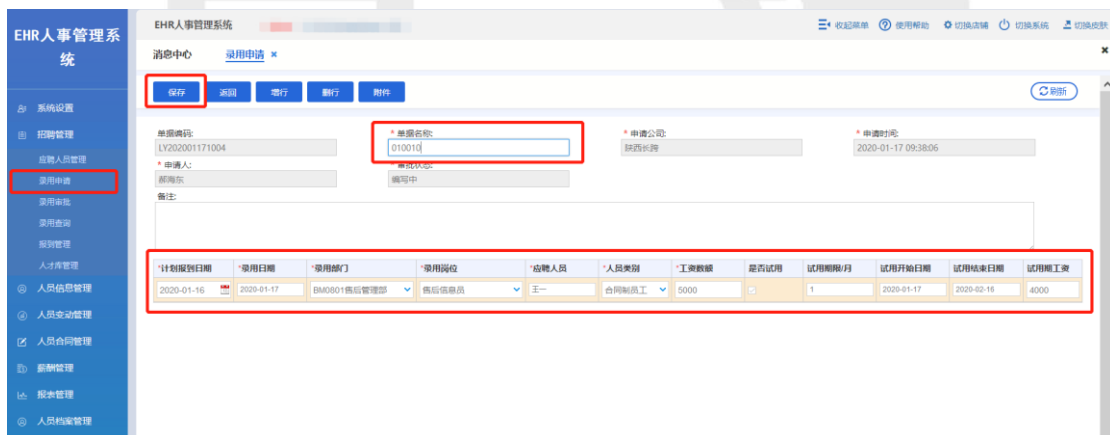 EHR人事管理系统
EHR人事管理系统
收起菜单
使用帮助
切换店铺
切换系统
切换皮肤
消息中心
录用申请 ×
×
系统设置
招聘管理
应聘人员管理
录用申请
录用审批
录用查询
报到管理
人才库管理
人员信息管理
人员变动管理
人员合同管理
薪酬管理
报表管理
人员档案管理
保存 返回 增行 删行 附件
刷新
单据编码: * 单据名称: * 申请公司: * 申请时间:
LY202001171004 010010 陕西长跨 2020-01-17 09:38:06
* 申请人: * 审批状态:
郝海东 编写中
备注:
*计划报到日期 *录用日期 *录用部门 *录用岗位 *应聘人员 *人员类别 *工资数额 是否试用 试用期限/月 试用开始日期 试用结束日期 试用期工资
2020-01-16 2020-01-17 BM0801售后管理部 售后信息员 王一 合同制员工 5000 1 2020-01-17 2020-02-16 4000